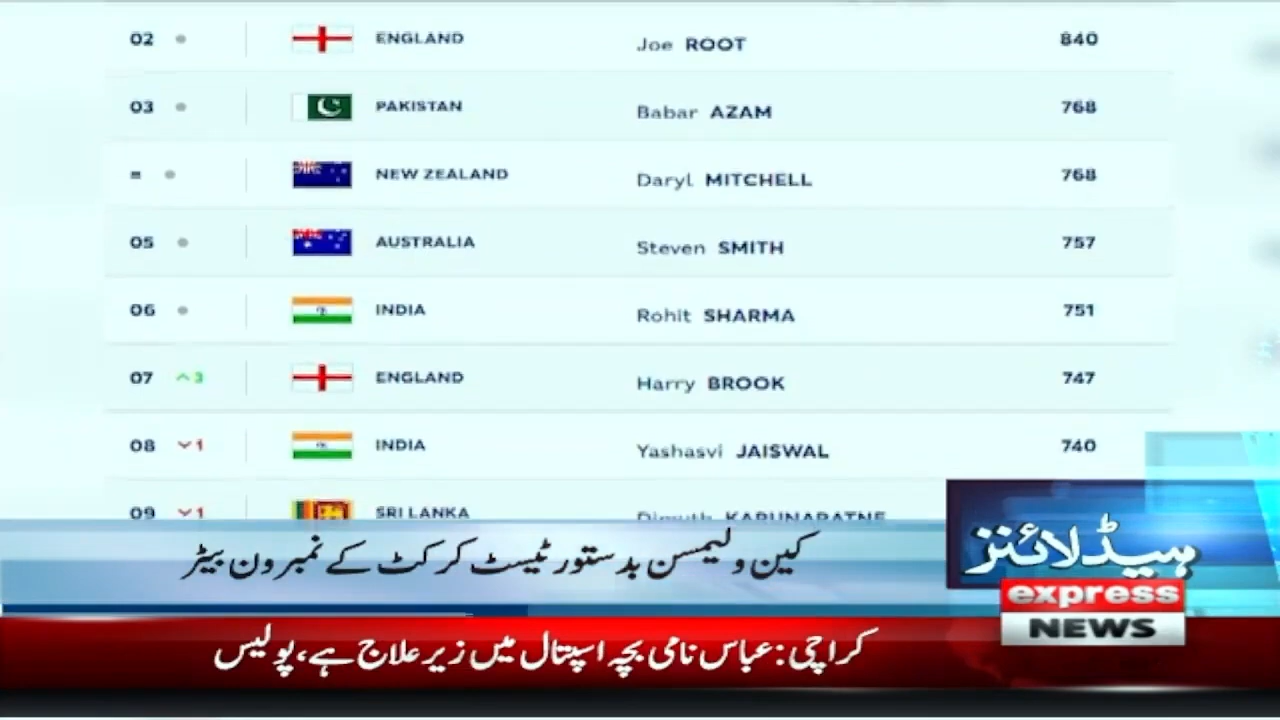 02 ENGLAND Joe ROOT 840
03 PAKISTAN Babar AZAM 768
= NEW ZEALAND Daryl MITCHELL 768
05 AUSTRALIA Steven SMITH 757
06 INDIA Rohit SHARMA 751
07 3 ENGLAND Harry BROOK 747
08 1 INDIA Yashasvi JAISWAL 740
09 1 SRI LANKA Dimuth KARUNARATNE
کین ولیمسن بدستور ٹیسٹ کرکٹ کے نمبرون بیٹر
ہیڈلائنز
express
NEWS
کراچی: عباس نامی بچہ اسپتال میں زیر علاج ہے، پولیس